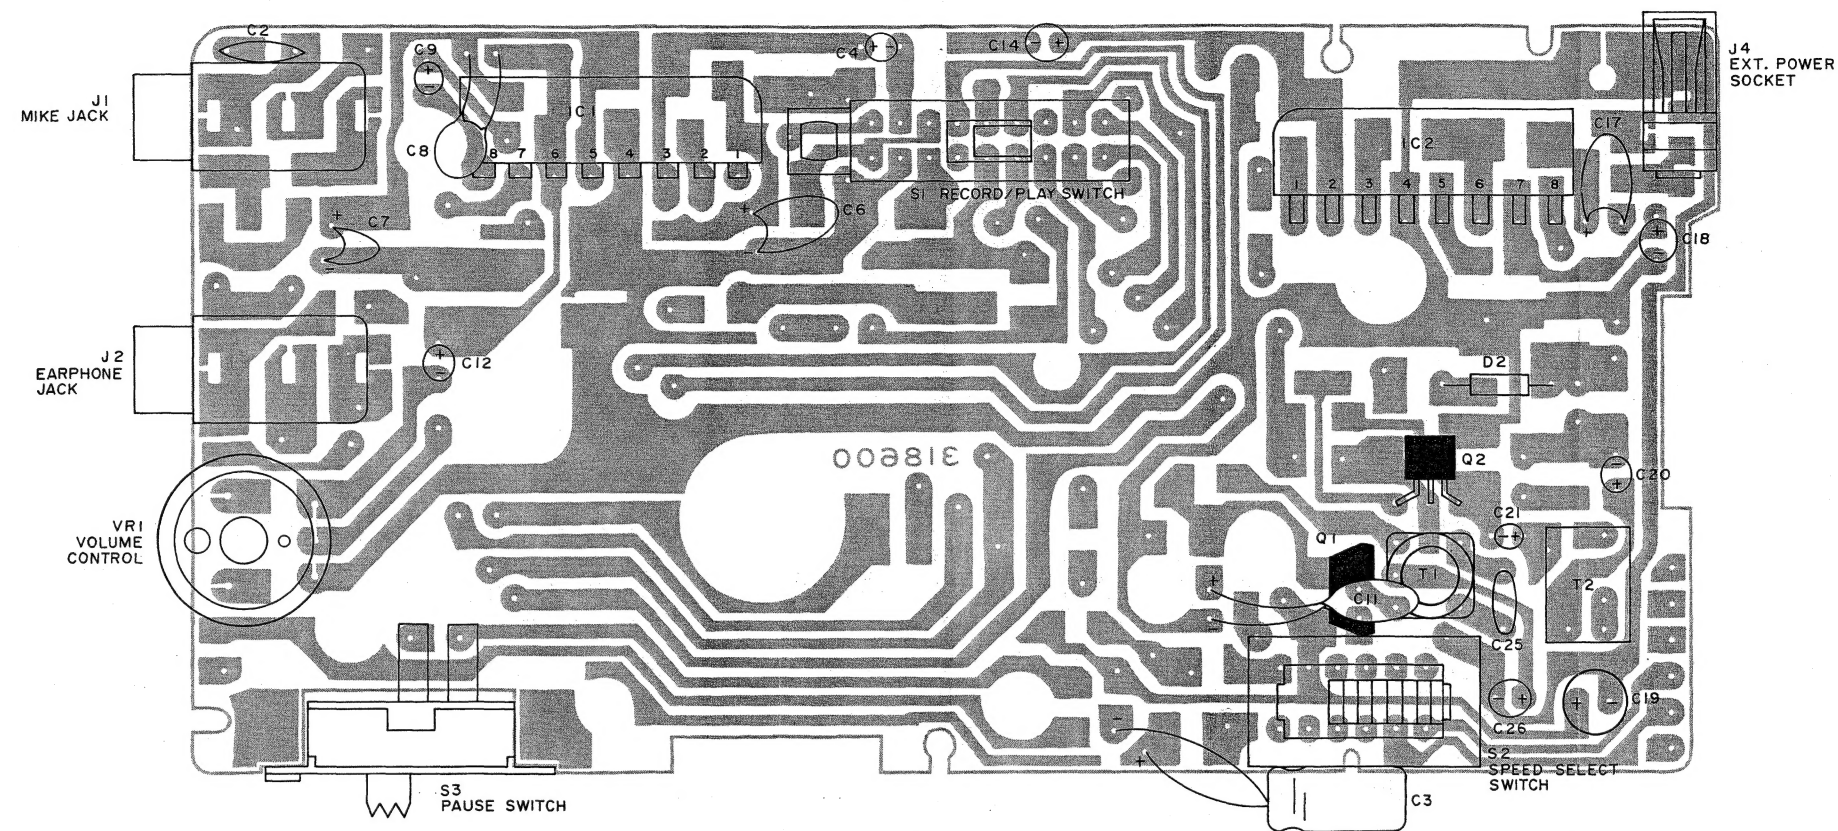 C2
C9
C4
C14
J4
EXT. POWER
SOCKET
J1
MIKE JACK
IC1
C8
8 7 6 5 4 3 2 1
C17
IC2
S1 RECORD/PLAY SWITCH
1 2 3 4 5 6 7 8
C7
C6
C18
J2
EARPHONE
JACK
C12
D2
318600
Q2
C20
C21
VR1
VOLUME
CONTROL
Q1
T1
C11
T2
C25
C19
C26
S2
SPEED SELECT
SWITCH
S3
PAUSE SWITCH
C3